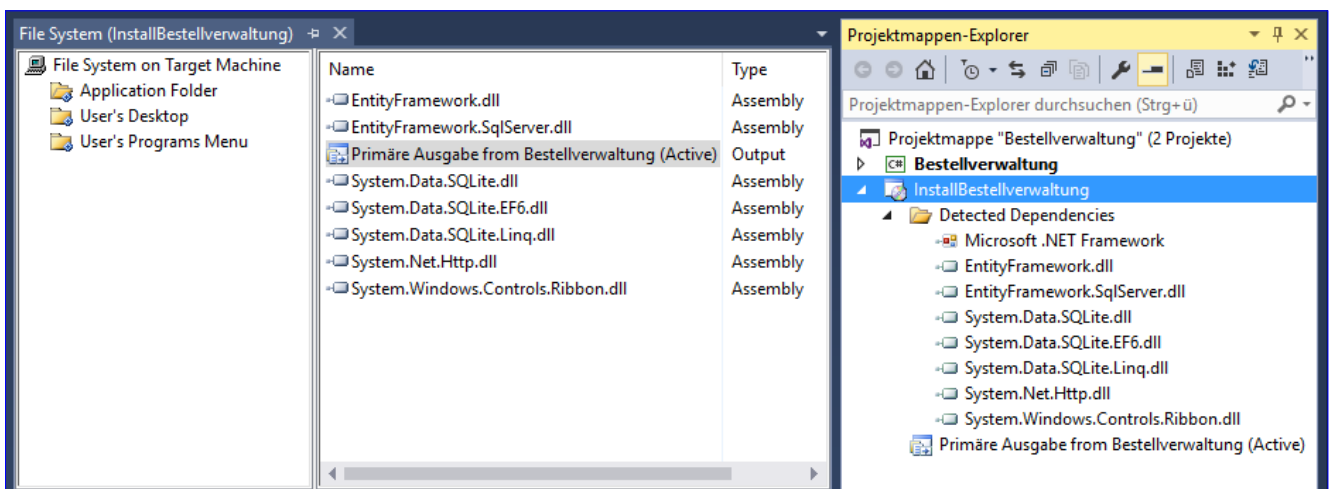 File System (InstallBestellverwaltung)
File System on Target Machine
Application Folder
User's Desktop
User's Programs Menu
Name Type
EntityFramework.dll Assembly
EntityFramework.SqlServer.dll Assembly
Primäre Ausgabe from Bestellverwaltung (Active) Output
System.Data.SQLite.dll Assembly
System.Data.SQLite.EF6.dll Assembly
System.Data.SQLite.Linq.dll Assembly
System.Net.Http.dll Assembly
System.Windows.Controls.Ribbon.dll Assembly
Projektmappen-Explorer
Projektmappen-Explorer durchsuchen (Strg+ü)
Projektmappe "Bestellverwaltung" (2 Projekte)
C# Bestellverwaltung
InstallBestellverwaltung
Detected Dependencies
Microsoft .NET Framework
EntityFramework.dll
EntityFramework.SqlServer.dll
System.Data.SQLite.dll
System.Data.SQLite.EF6.dll
System.Data.SQLite.Linq.dll
System.Net.Http.dll
System.Windows.Controls.Ribbon.dll
Primäre Ausgabe from Bestellverwaltung (Active)